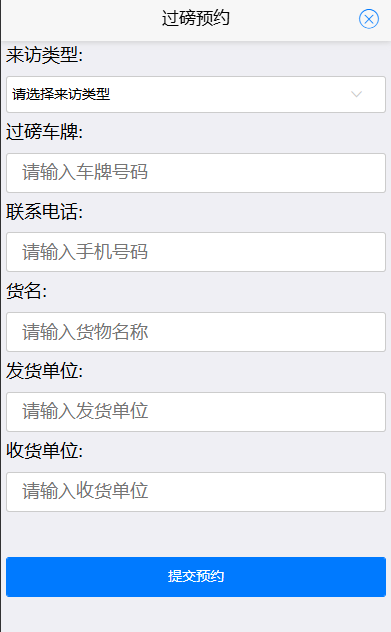 过磅预约
来访类型:
请选择来访类型
过磅车牌:
请输入车牌号码
联系电话:
请输入手机号码
货名:
请输入货物名称
发货单位:
请输入发货单位
收货单位:
请输入收货单位
提交预约